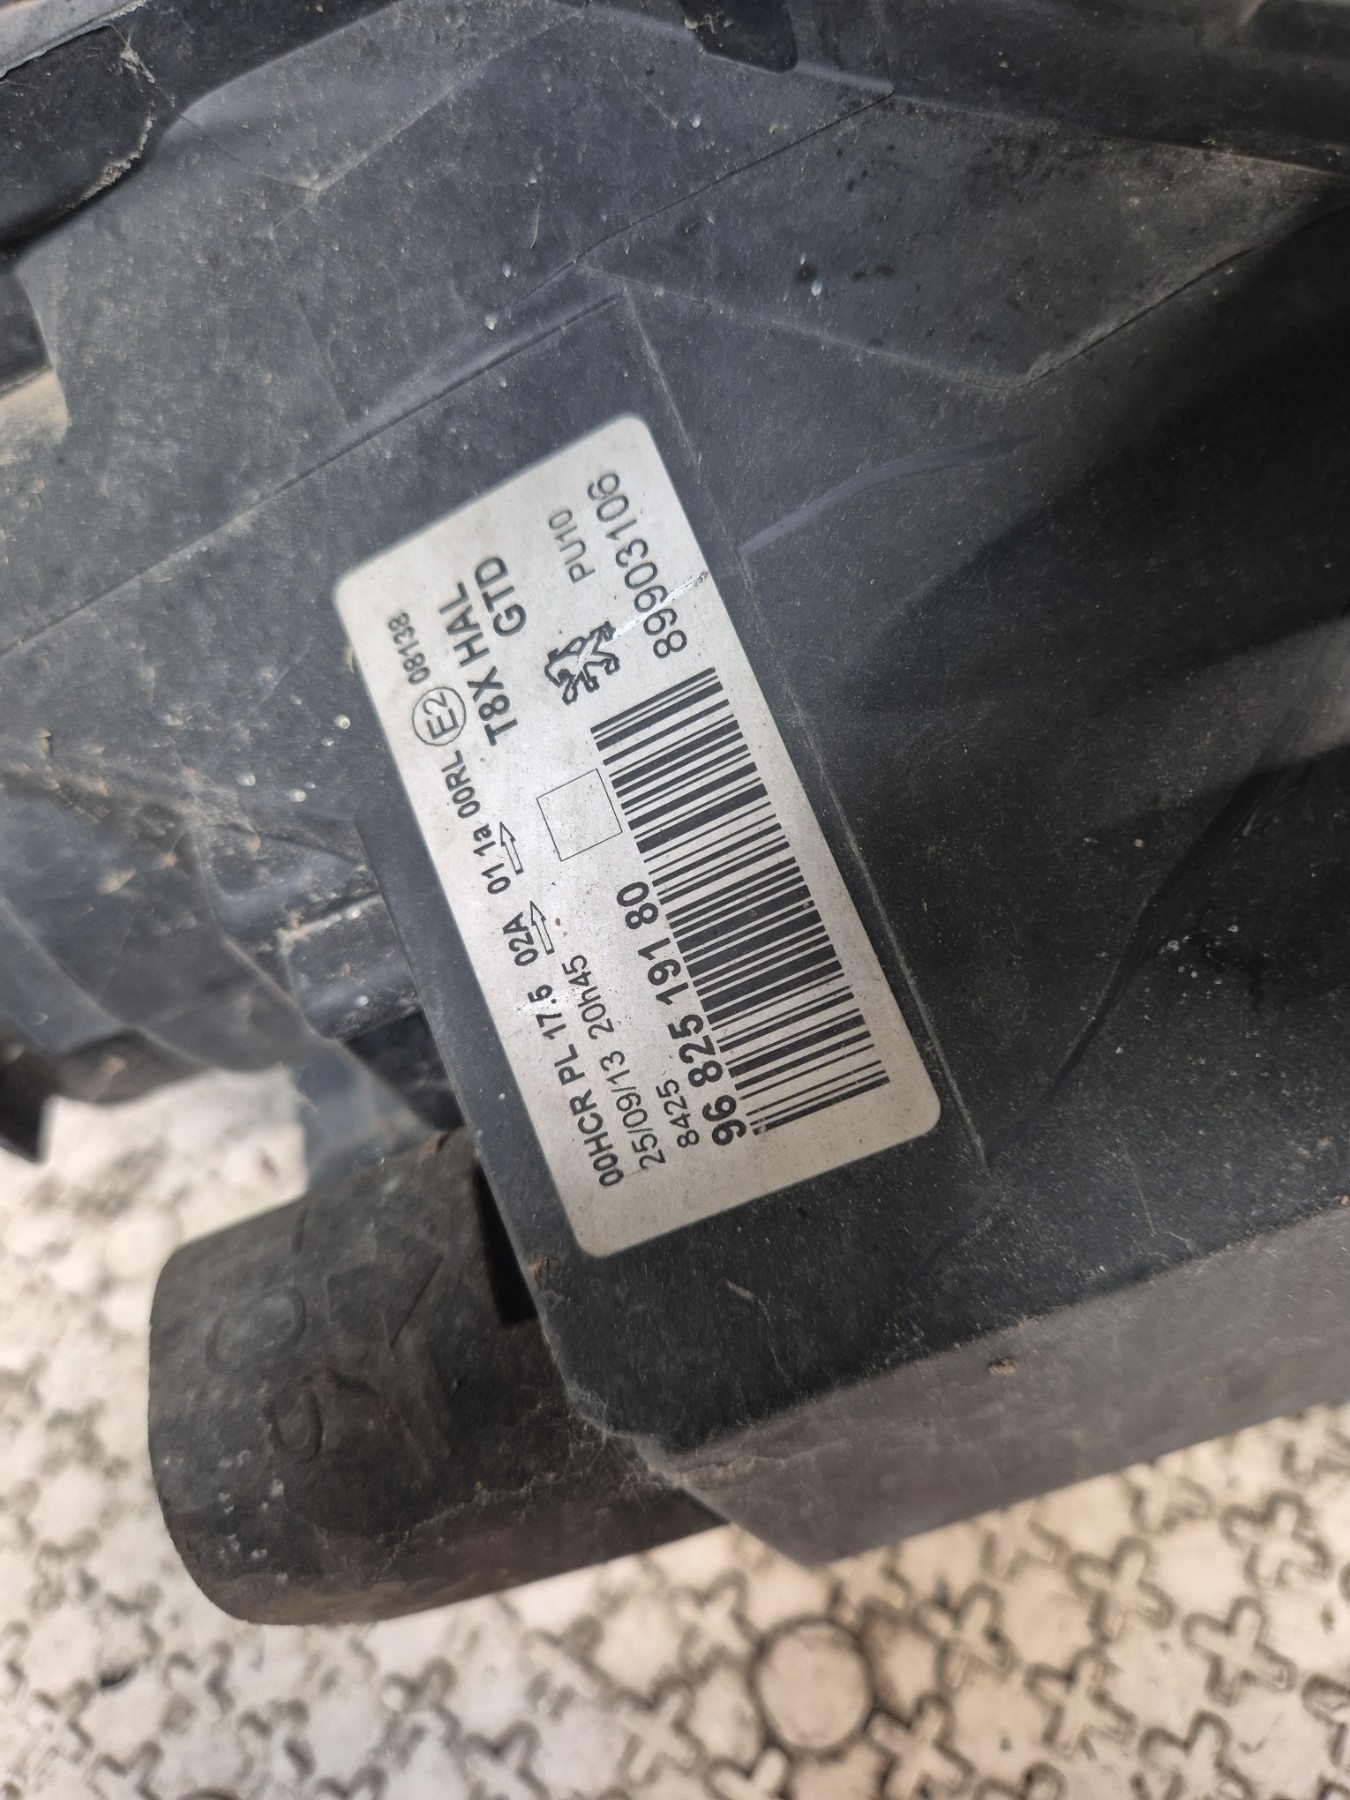 00HCR PL 17.5 02A 01 1a 00RL E2 08138
25/09/13 20h45 T8X HAL
8425 GTD
96 825 191 80 PU10
89903106